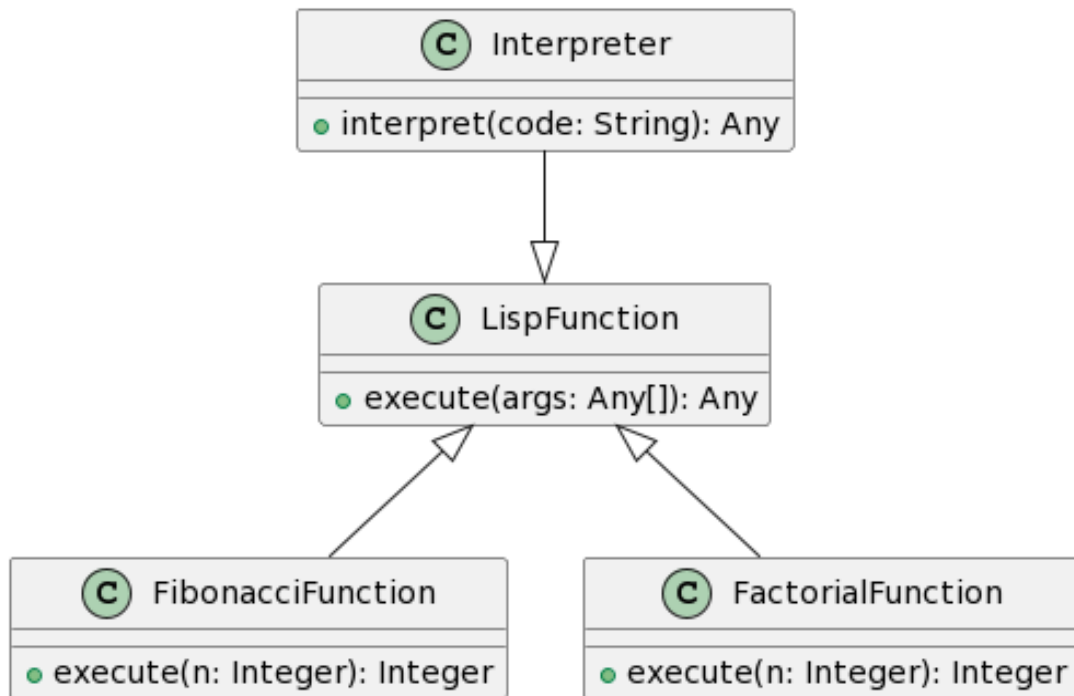 C Interpreter
interpret(code: String): Any
C LispFunction
execute(args: Any[]): Any
C FibonacciFunction
execute(n: Integer): Integer
C FactorialFunction
execute(n: Integer): Integer